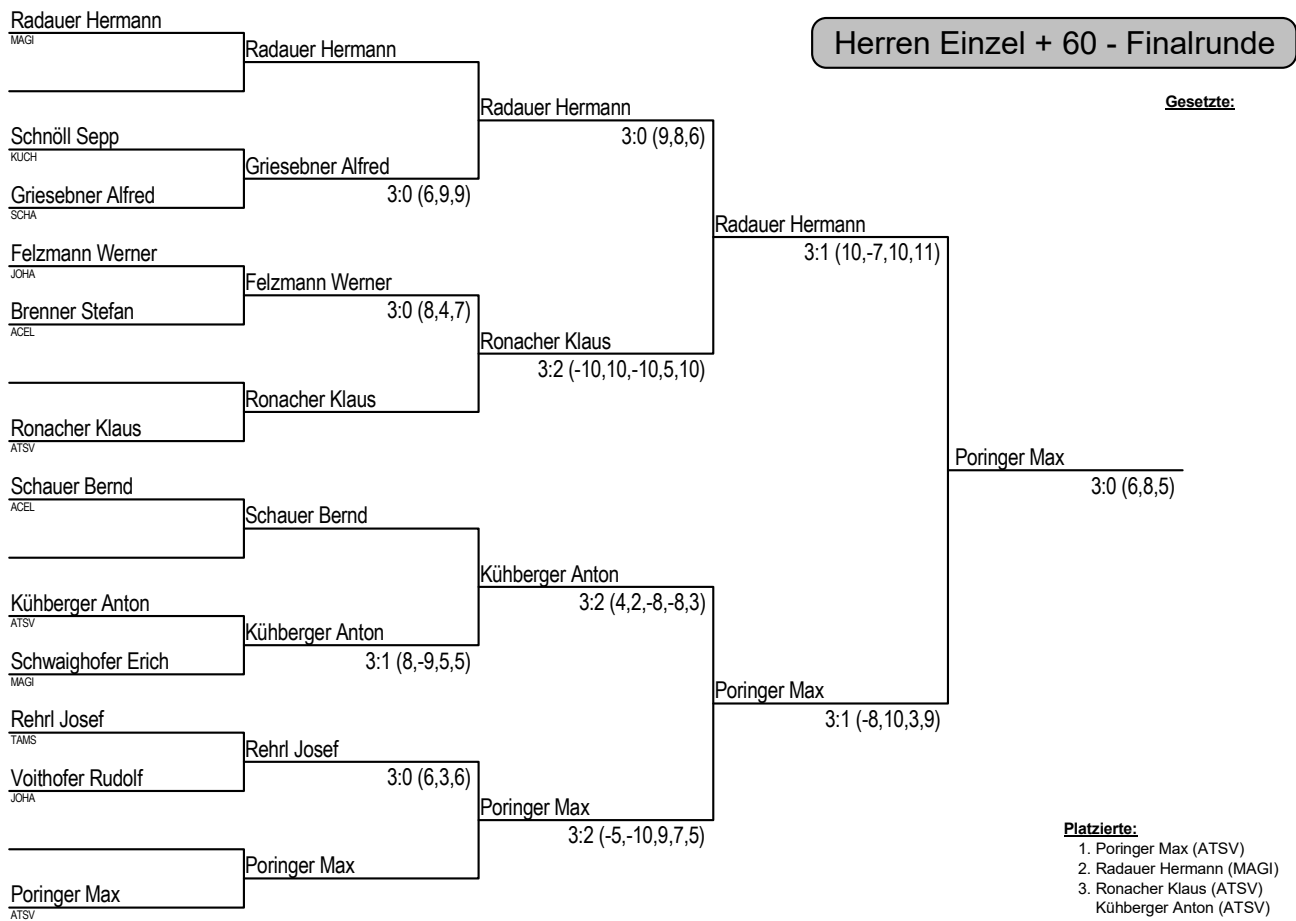 Herren Einzel + 60 - Finalrunde
Gesetzte:
Radauer Hermann
MAGI
Schnöll Sepp
KUCH
Griesebner Alfred
SCHA
Felzmann Werner
JOHA
Brenner Stefan
ACEL
Ronacher Klaus
ATSV
Schauer Bernd
ACEL
Kühberger Anton
ATSV
Schwaighofer Erich
MAGI
Rehrl Josef
TAMS
Voithofer Rudolf
JOHA
Poringer Max
ATSV
Radauer Hermann
Griesebner Alfred
3:0 (6,9,9)
Felzmann Werner
3:0 (8,4,7)
Ronacher Klaus
Schauer Bernd
Kühberger Anton
3:1 (8,-9,5,5)
Rehrl Josef
3:0 (6,3,6)
Poringer Max
Radauer Hermann
3:0 (9,8,6)
Ronacher Klaus
3:2 (-10,10,-10,5,10)
Kühberger Anton
3:2 (4,2,-8,-8,3)
Poringer Max
3:2 (-5,-10,9,7,5)
Radauer Hermann
3:1 (10,-7,10,11)
Poringer Max
3:1 (-8,10,3,9)
Poringer Max
3:0 (6,8,5)
Platzierte:
1. Poringer Max (ATSV)
2. Radauer Hermann (MAGI)
3. Ronacher Klaus (ATSV)
Kühberger Anton (ATSV)